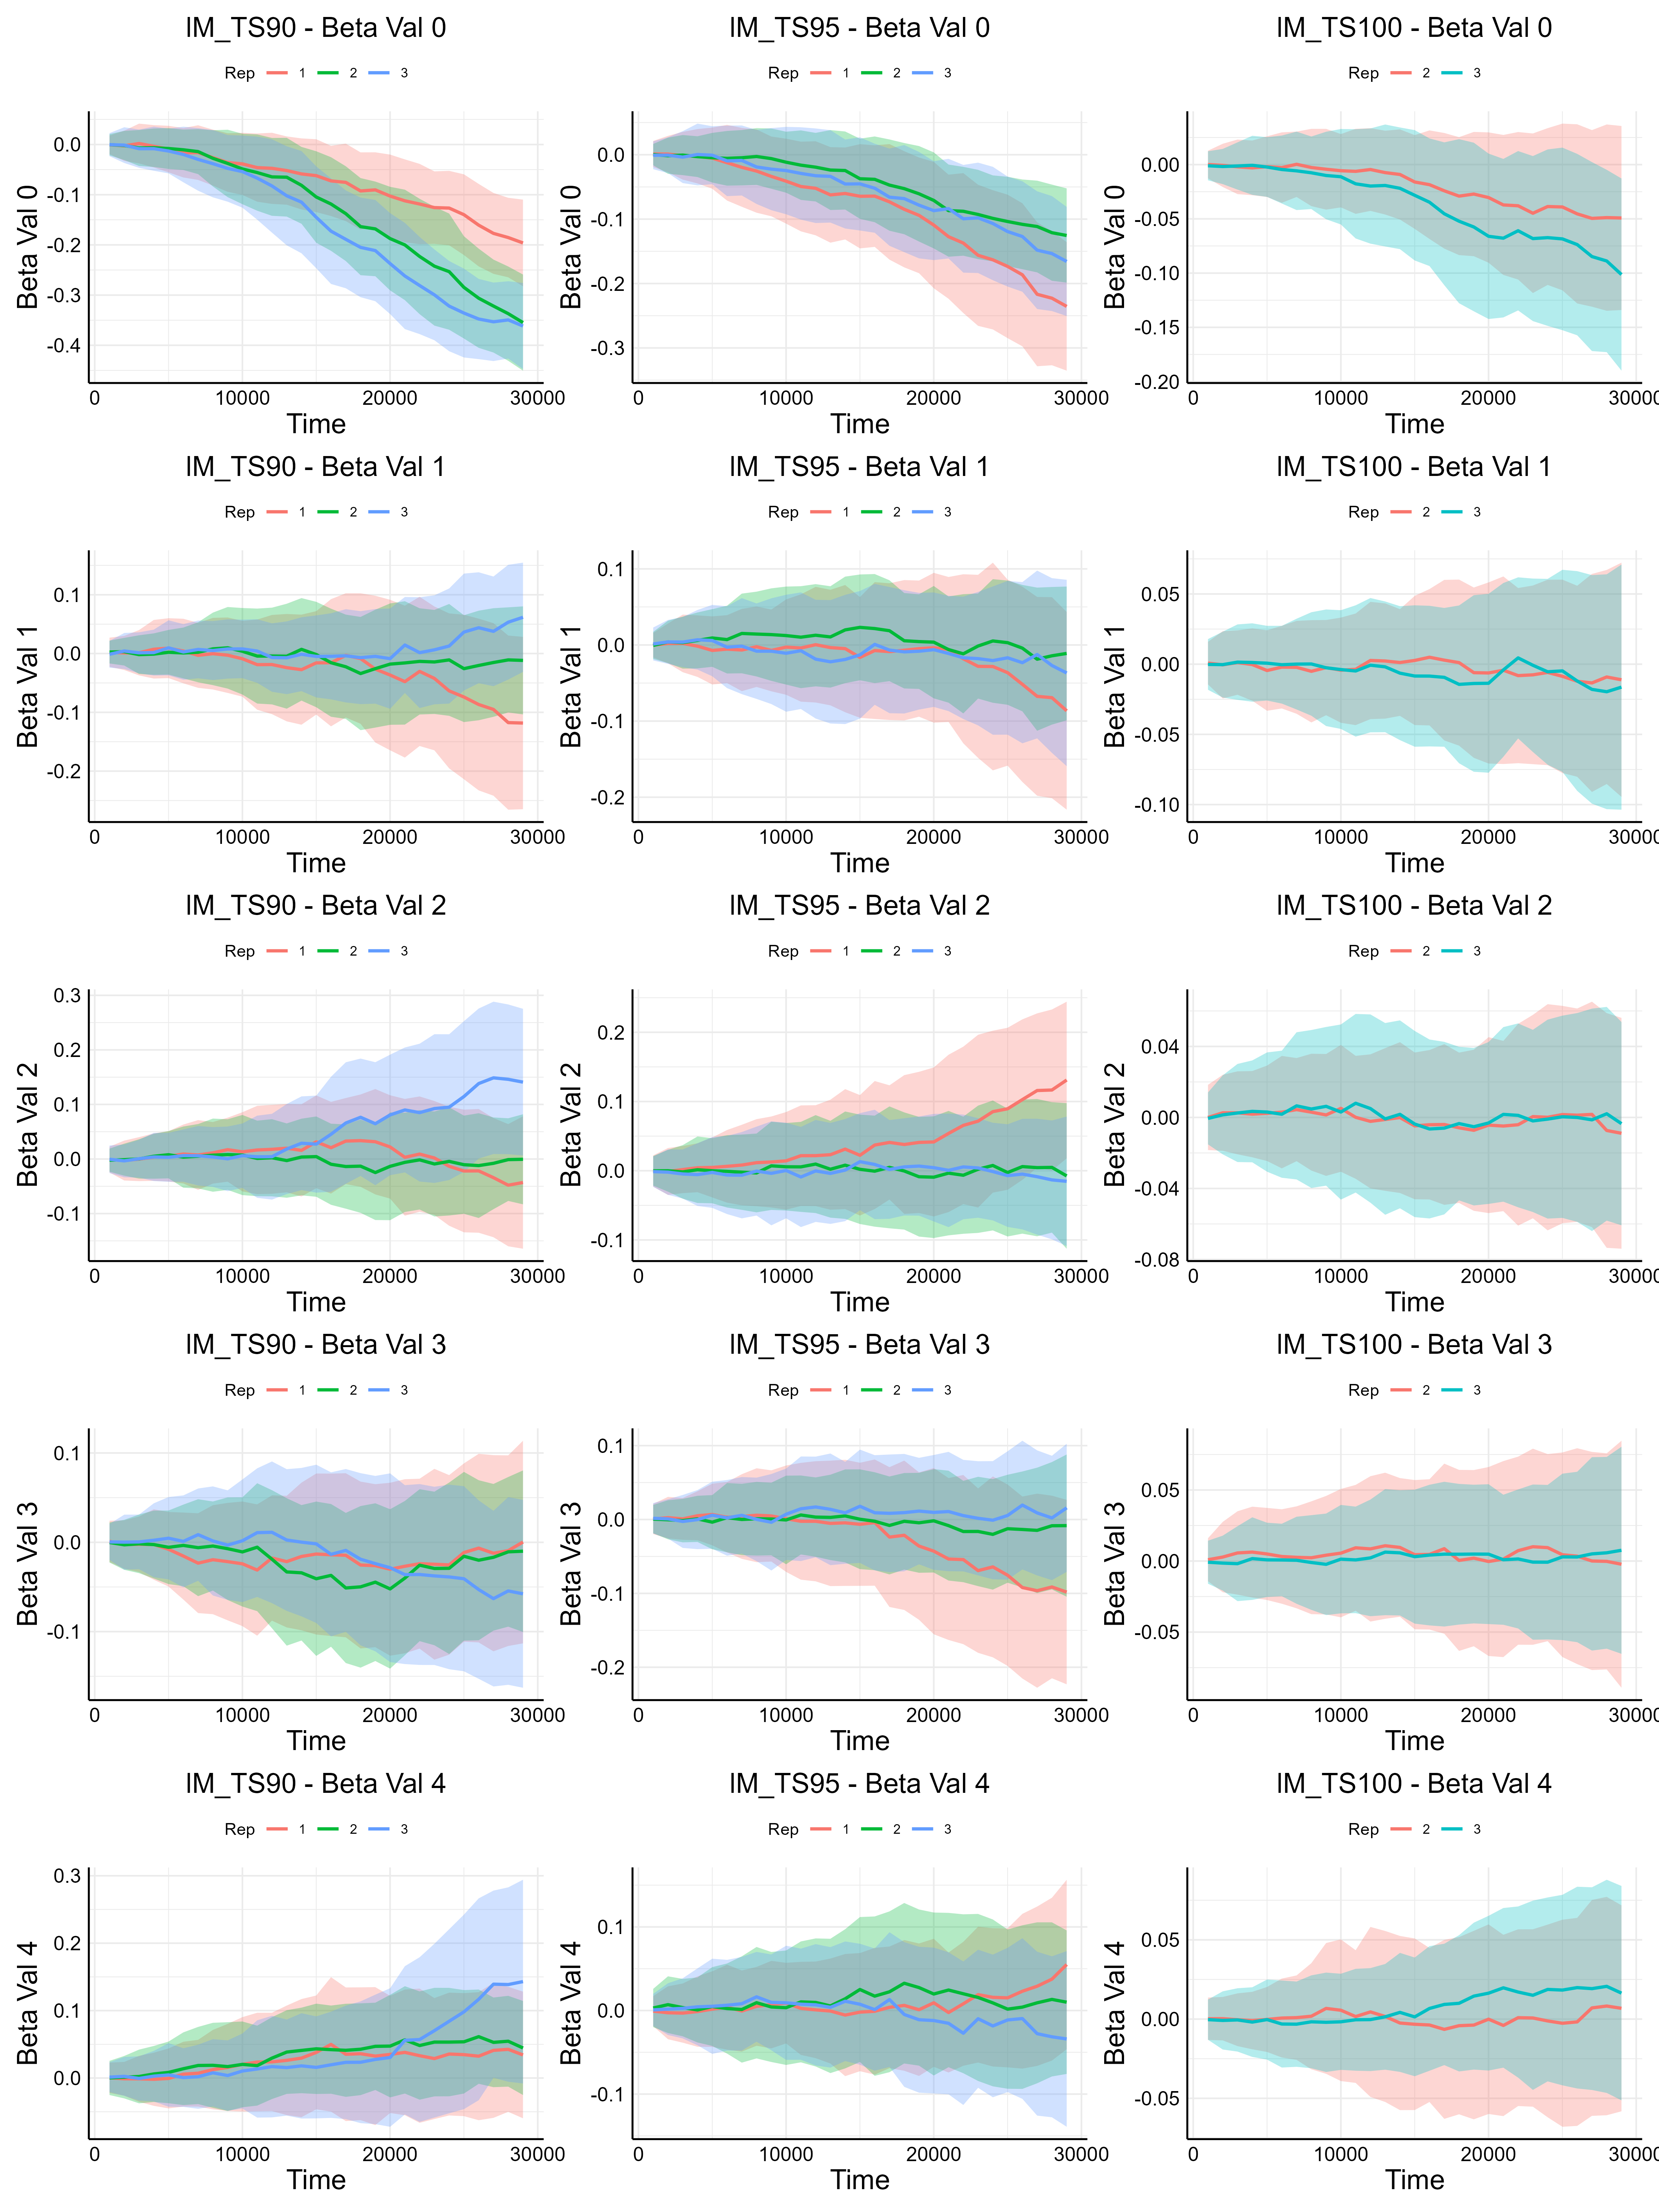 IM_TS90 - Beta Val 0
IM_TS95 - Beta Val 0
IM_TS100 - Beta Val 0
Rep 1 2 3
Rep 1 2 3
Rep 2 3
Beta Val 0
0.0
-0.1
-0.2
-0.3
-0.4
0 10000 20000 30000
Time
Beta Val 0
0.0
-0.1
-0.2
-0.3
0 10000 20000 30000
Time
Beta Val 0
0.00
-0.05
-0.10
-0.15
-0.20
0 10000 20000 30000
Time
IM_TS90 - Beta Val 1
IM_TS95 - Beta Val 1
IM_TS100 - Beta Val 1
Rep 1 2 3
Rep 1 2 3
Rep 2 3
Beta Val 1
0.1
0.0
-0.1
-0.2
0 10000 20000 30000
Time
Beta Val 1
0.1
0.0
-0.1
-0.2
0 10000 20000 30000
Time
Beta Val 1
0.05
0.00
-0.05
-0.10
0 10000 20000 30000
Time
IM_TS90 - Beta Val 2
IM_TS95 - Beta Val 2
IM_TS100 - Beta Val 2
Rep 1 2 3
Rep 1 2 3
Rep 2 3
Beta Val 2
0.3
0.2
0.1
0.0
-0.1
0 10000 20000 30000
Time
Beta Val 2
0.2
0.1
0.0
-0.1
0 10000 20000 30000
Time
Beta Val 2
0.04
0.00
-0.04
-0.08
0 10000 20000 30000
Time
IM_TS90 - Beta Val 3
IM_TS95 - Beta Val 3
IM_TS100 - Beta Val 3
Rep 1 2 3
Rep 1 2 3
Rep 2 3
Beta Val 3
0.1
0.0
-0.1
0 10000 20000 30000
Time
Beta Val 3
0.1
0.0
-0.1
-0.2
0 10000 20000 30000
Time
Beta Val 3
0.05
0.00
-0.05
0 10000 20000 30000
Time
IM_TS90 - Beta Val 4
IM_TS95 - Beta Val 4
IM_TS100 - Beta Val 4
Rep 1 2 3
Rep 1 2 3
Rep 2 3
Beta Val 4
0.3
0.2
0.1
0.0
0 10000 20000 30000
Time
Beta Val 4
0.1
0.0
-0.1
0 10000 20000 30000
Time
Beta Val 4
0.05
0.00
-0.05
0 10000 20000 30000
Time